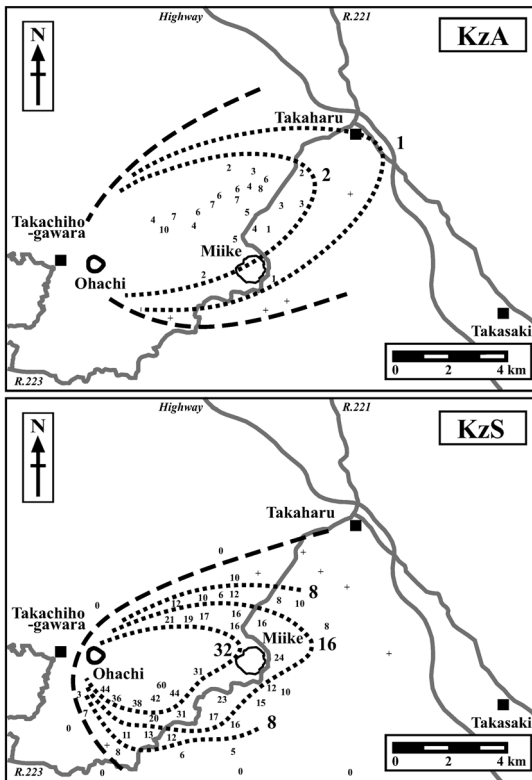 Highway R.221
N KzA
Takaharu
1
2 3 4 6 2
6 4 8
7 6
7 3 3
4 7 6 5
10 4 4 1
2
5
Takachiho
-gawara
Miike
Ohachi
2 1
+
+ + +
Takasaki
0 2 4 km
R.223
Highway R.221
N KzS
Takaharu
0 +
+ +
10
12 10 6 12 8 10 8
0
21 19 17 16 16 8
16
Takachiho
-gawara
Miike 16
32
24 +
Ohachi 31
60
3 44 36 42 44 12 10
7 38 23 15
20 31 17
0 11 13 12 16 8
+ 8 6 5
Takasaki
0 2 4 km
R.223 0 0 0